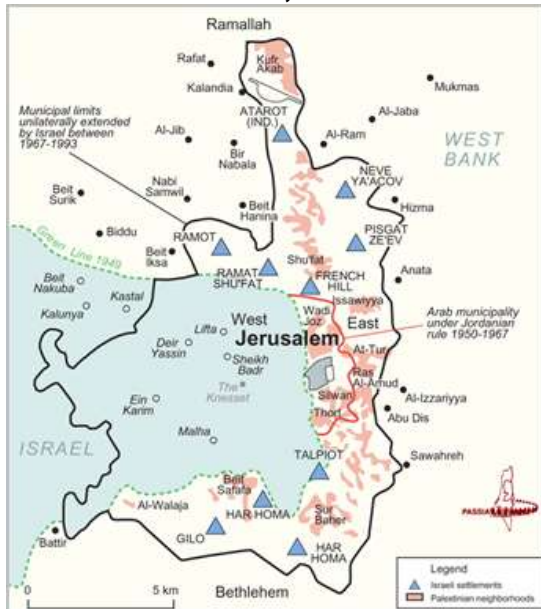 Ramallah
Rafat
Kufr
Akab
Kalandia
Mukmas
Municipal limits
unilaterally extended
by Israel between
1967-1993
ATAROT
(IND.)
Al-Jaba
Al-Jib
Al-Ram
WEST
BANK
Bir
Nabala
NEVE
YA'ACOV
Beit
Surik
Nabi
Samwil
Beit
Hanina
Hizma
Biddu
RAMOT
PISGAT
ZE'EV
Green Line 1949
Beit
Iksa
Shu'fat
RAMAT
SHU'FAT
FRENCH
HILL
Anata
Beit
Nakuba
Issawiyya
Kastal
Kalunya
Wadi
Joz
East
Arab municipality
under Jordanian
rule 1950-1967
Lifta
West
Jerusalem
Deir
Yassin
Sheikh
Badr
At-Tur
The
Knesset
Ras
Al-Amud
Ein
Karim
Silwan
Al-Izzariyya
Thori
Abu Dis
ISRAEL
Malha
TALPIOT
Sawahreh
Beit
Safafa
Al-Walaja
HAR HOMA
Sur
Baher
PASSIA
Battir
GILO
HAR
HOMA
Legend
Israeli settlements
Palestinian neighborhoods
0
5 km
Bethlehem